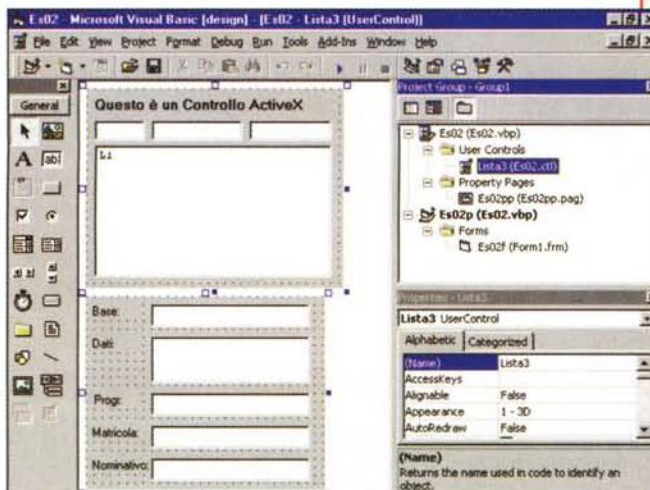 Es02 - Microsoft Visual Basic [design] - [Es02 - Lista3 [UserControl]]
File Edit View Project Format Debug Run Tools Add-Ins Window Help
General
Questo è un Controllo ActiveX
Li
Base:
Dati:
Progr:
Matricola:
Nominativo:
Project Group - Group1
Es02 (Es02.vbp)
User Controls
Lista3 (Es02.ctl)
Property Pages
Es02pp (Es02pp.pag)
Es02p (Es02.vbp)
Forms
Es02f (Form1.frm)
Properties - Lista3
Lista3 UserControl
Alphabetic Categorized
(Name) Lista3
AccessKeys
Alignable False
Appearance 1 - 3D
AutoRedraw False
(Name)
Returns the name used in code to identify an
object.